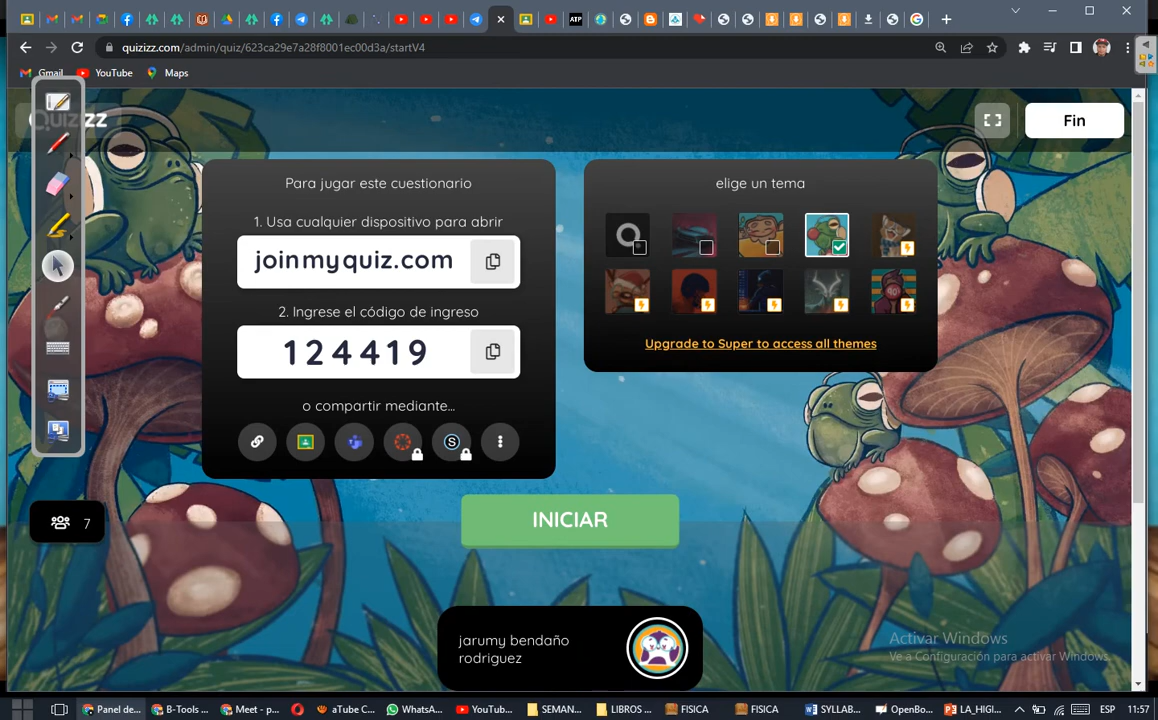 quizizz.com/admin/quiz/623ca29e7a28f8001ec00d3a/startV4
Gmail YouTube Maps
Quizizz
Fin
Para jugar este cuestionario
1. Usa cualquier dispositivo para abrir
joinmyquiz.com
2. Ingrese el código de ingreso
124419
o compartir mediante...
elige un tema
Upgrade to Super to access all themes
7
INICIAR
jarumy bendaño
rodriguez
Activar Windows
Ve a Configuración para activar Windows.
Panel de... B-Tools ... Meet - p... aTube C... WhatsA... YouTub... SEMAN... LIBROS ... FISICA FISICA SYLLAB... OpenBo... LA_HIGI... ESP 11:57